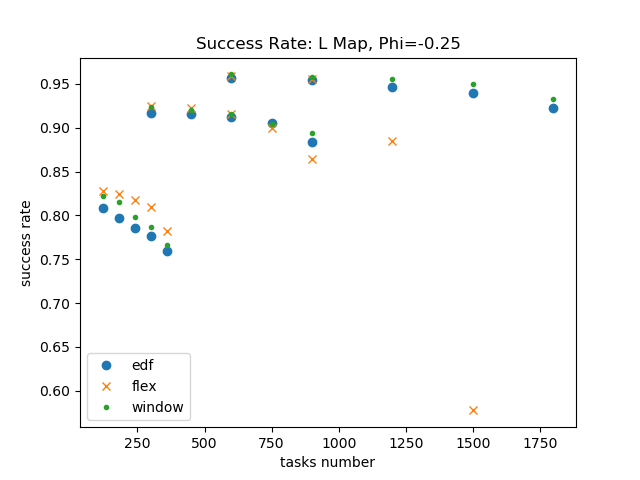 Success Rate: L Map, Phi=-0.25
success rate
0.95
0.90
0.85
0.80
0.75
0.70
0.65
0.60
edf
flex
window
250 500 750 1000 1250 1500 1750
tasks number